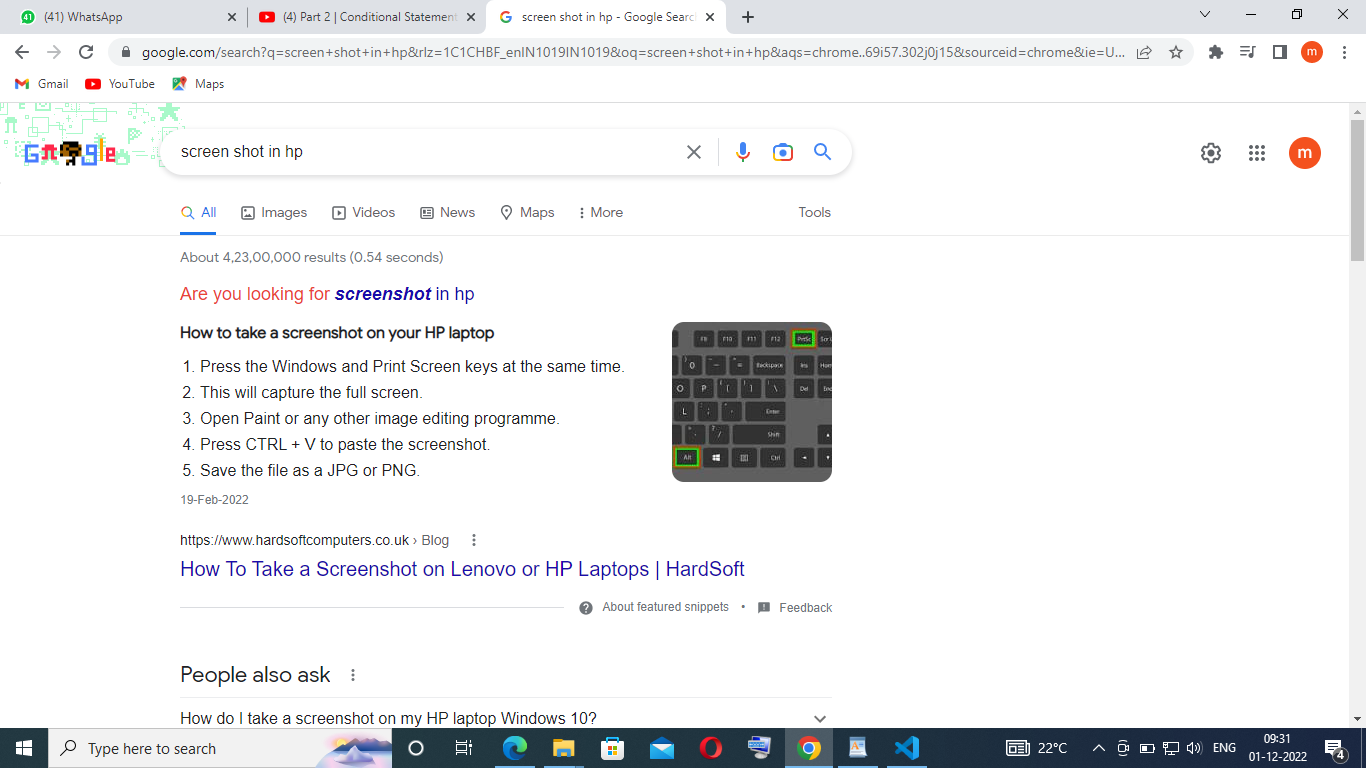 (41) WhatsApp
(4) Part 2 | Conditional Statement
screen shot in hp - Google Searc
google.com/search?q=screen+shot+in+hp&rlz=1C1CHBF_enIN1019IN1019&oq=screen+shot+in+hp&aqs=chrome..69i57.302j0j15&sourceid=chrome&ie=U...
m
Gmail YouTube Maps
Google
screen shot in hp
m
All Images Videos News Maps More Tools
About 4,23,00,000 results (0.54 seconds)
Are you looking for screenshot in hp
How to take a screenshot on your HP laptop
1. Press the Windows and Print Screen keys at the same time.
2. This will capture the full screen.
3. Open Paint or any other image editing programme.
4. Press CTRL + V to paste the screenshot.
5. Save the file as a JPG or PNG.
19-Feb-2022
F9 F10 F11 F12 PrtSc
Backspace Ins
O P Del
L Enter
Shift
Alt Ctrl
https://www.hardsoftcomputers.co.uk › Blog
How To Take a Screenshot on Lenovo or HP Laptops | HardSoft
About featured snippets • Feedback
People also ask
How do I take a screenshot on my HP laptop Windows 10?
Type here to search
22°C
ENG
09:31
01-12-2022
4